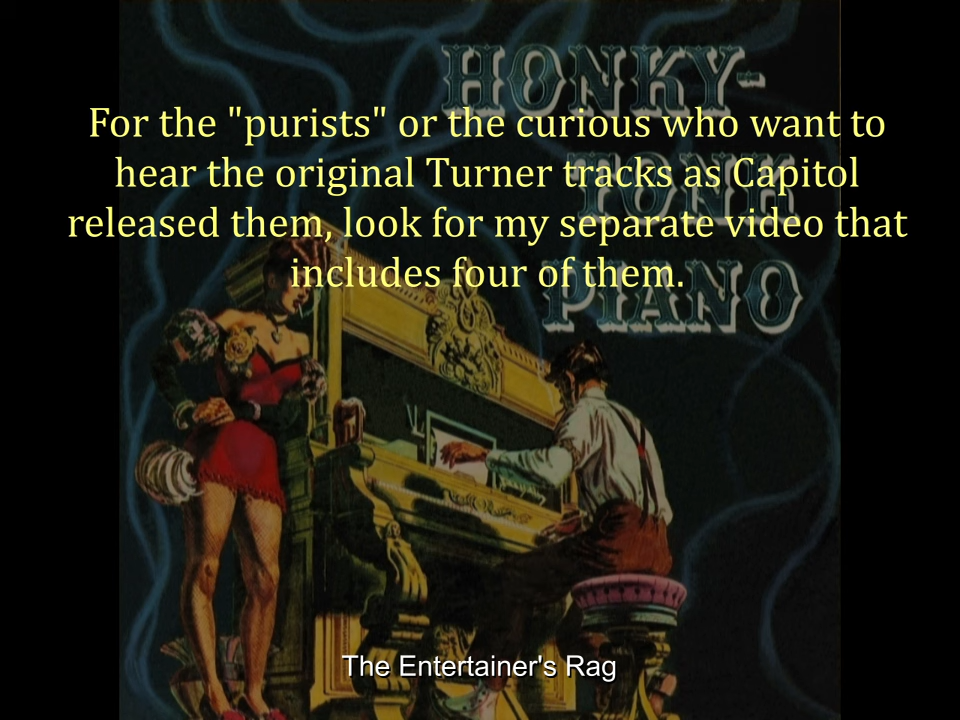 HONKY-
For the "purists" or the curious who want to
hear the original Turner tracks as Capitol
TONK
released them, look for my separate video that
includes four of them.
PIANO
The Entertainer's Rag